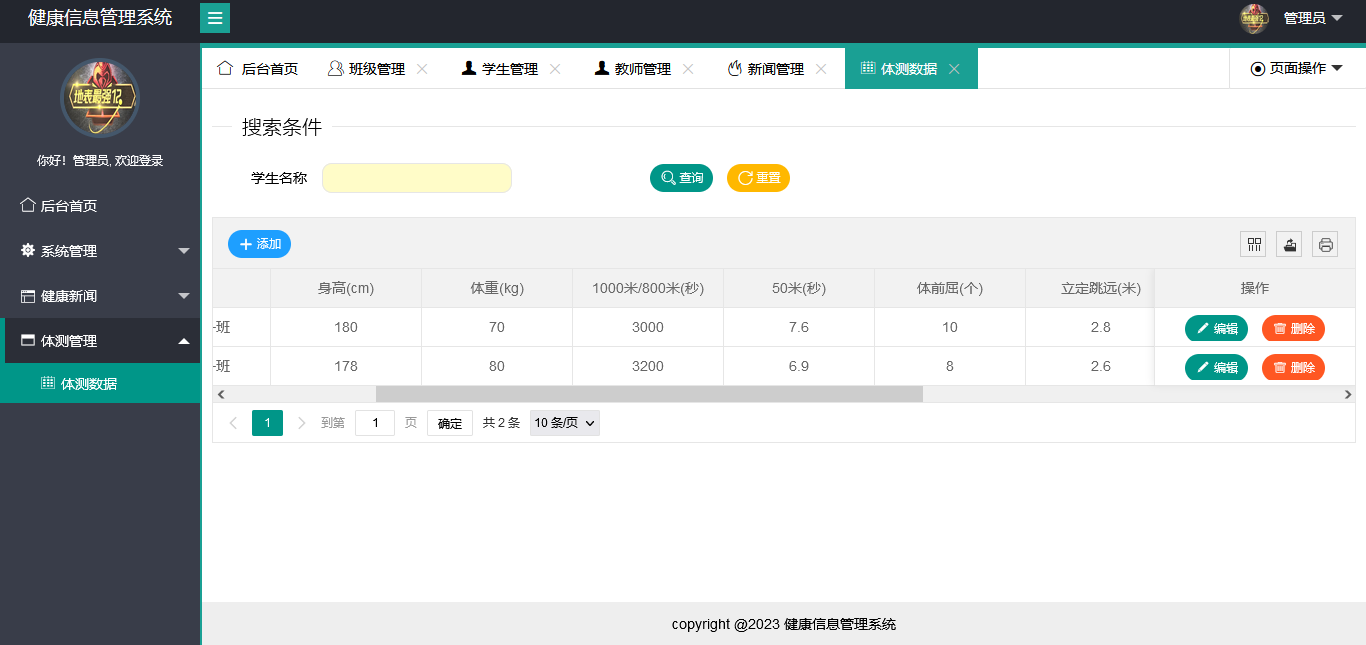 健康信息管理系统
管理员
地表最强12
你好！管理员, 欢迎登录
后台首页
系统管理
健康新闻
体测管理
体测数据
后台首页 班级管理 学生管理 教师管理 新闻管理 体测数据 页面操作
搜索条件
学生名称 查询 重置
添加
身高(cm) 体重(kg) 1000米/800米(秒) 50米(秒) 体前屈(个) 立定跳远(米) 操作
班 180 70 3000 7.6 10 2.8 编辑 删除
班 178 80 3200 6.9 8 2.6 编辑 删除
1 到第 1 页 确定 共 2 条 10 条/页
copyright @2023 健康信息管理系统